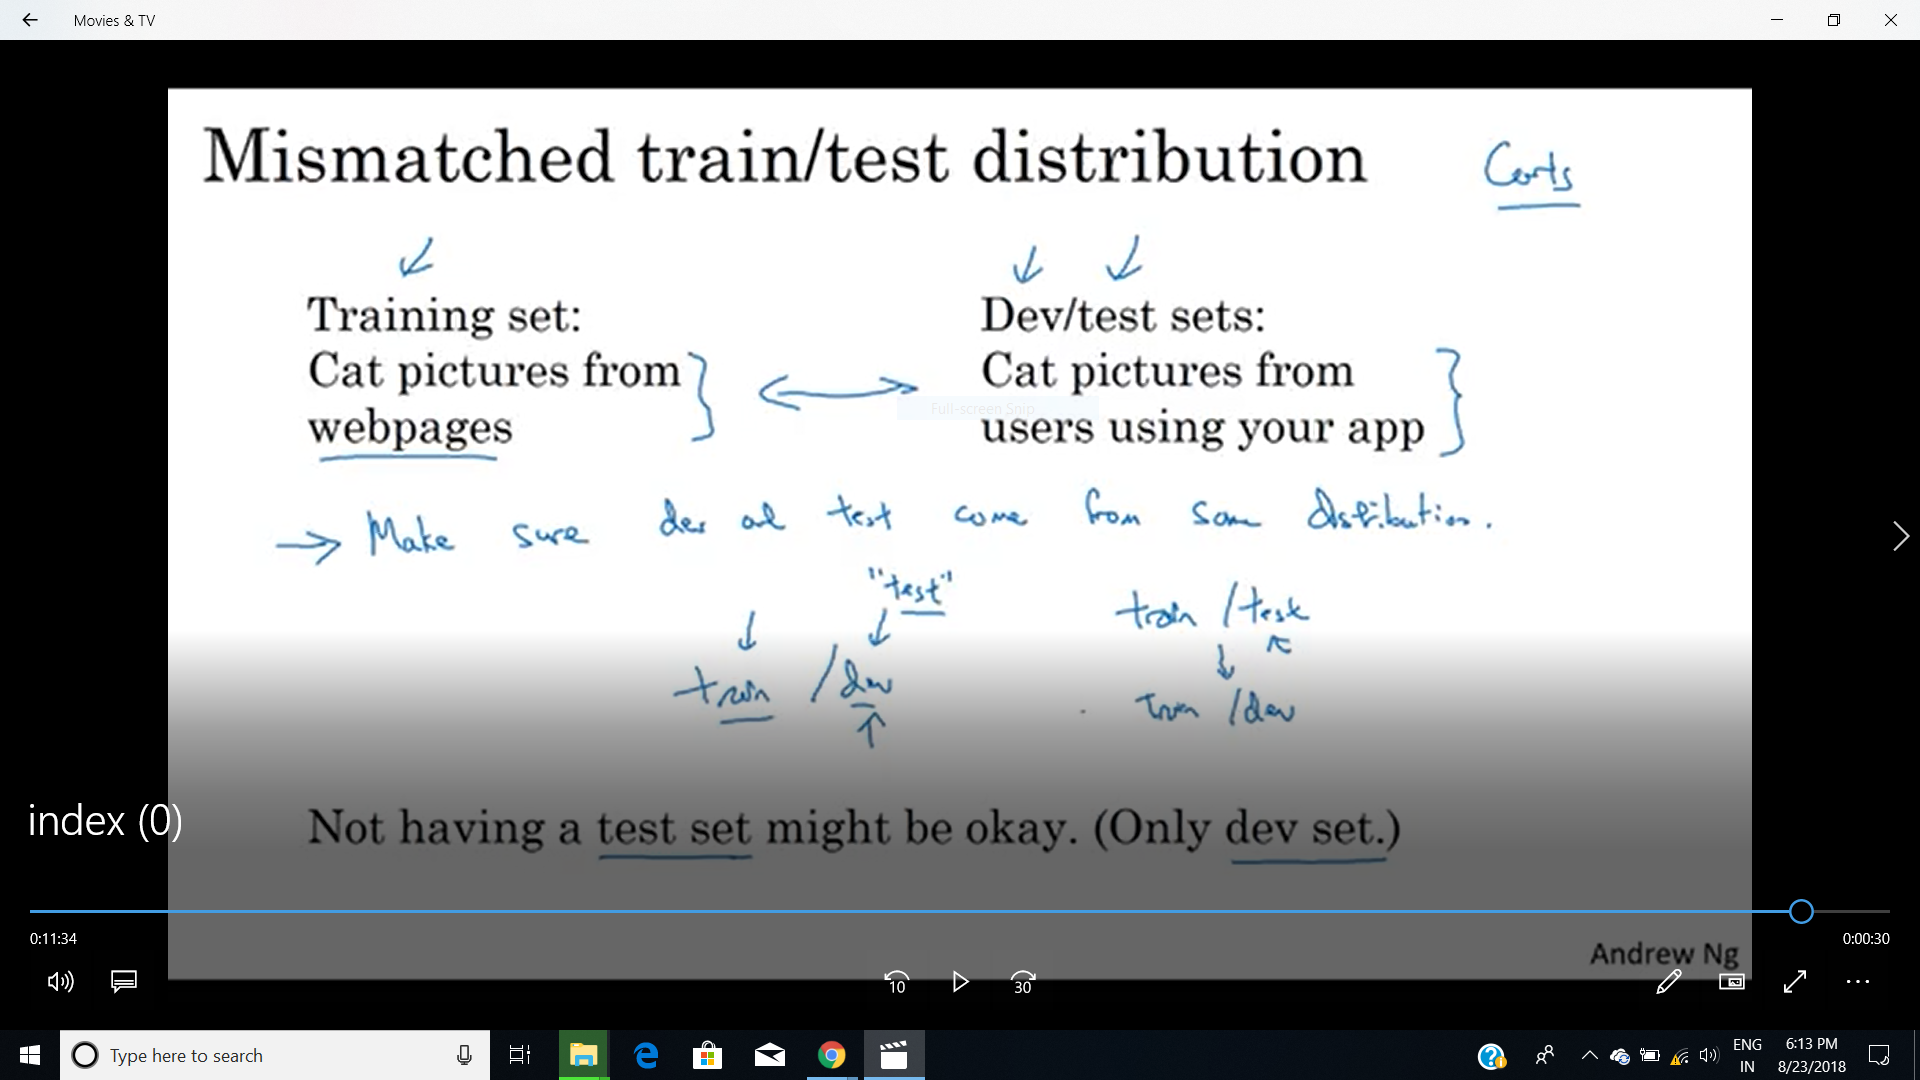 Movies & TV
Mismatched train/test distribution
Training set:
Cat pictures from
webpages
Dev/test sets:
Cat pictures from
users using your app
Full-screen Snip
→ Make sure dev and test come from same distribution.
"test"
train / dev
train / test
train / dev
Not having a test set might be okay. (Only dev set.)
index (0)
0:11:34
0:00:30
Andrew Ng
10
30
Type here to search
ENG
IN
6:13 PM
8/23/2018